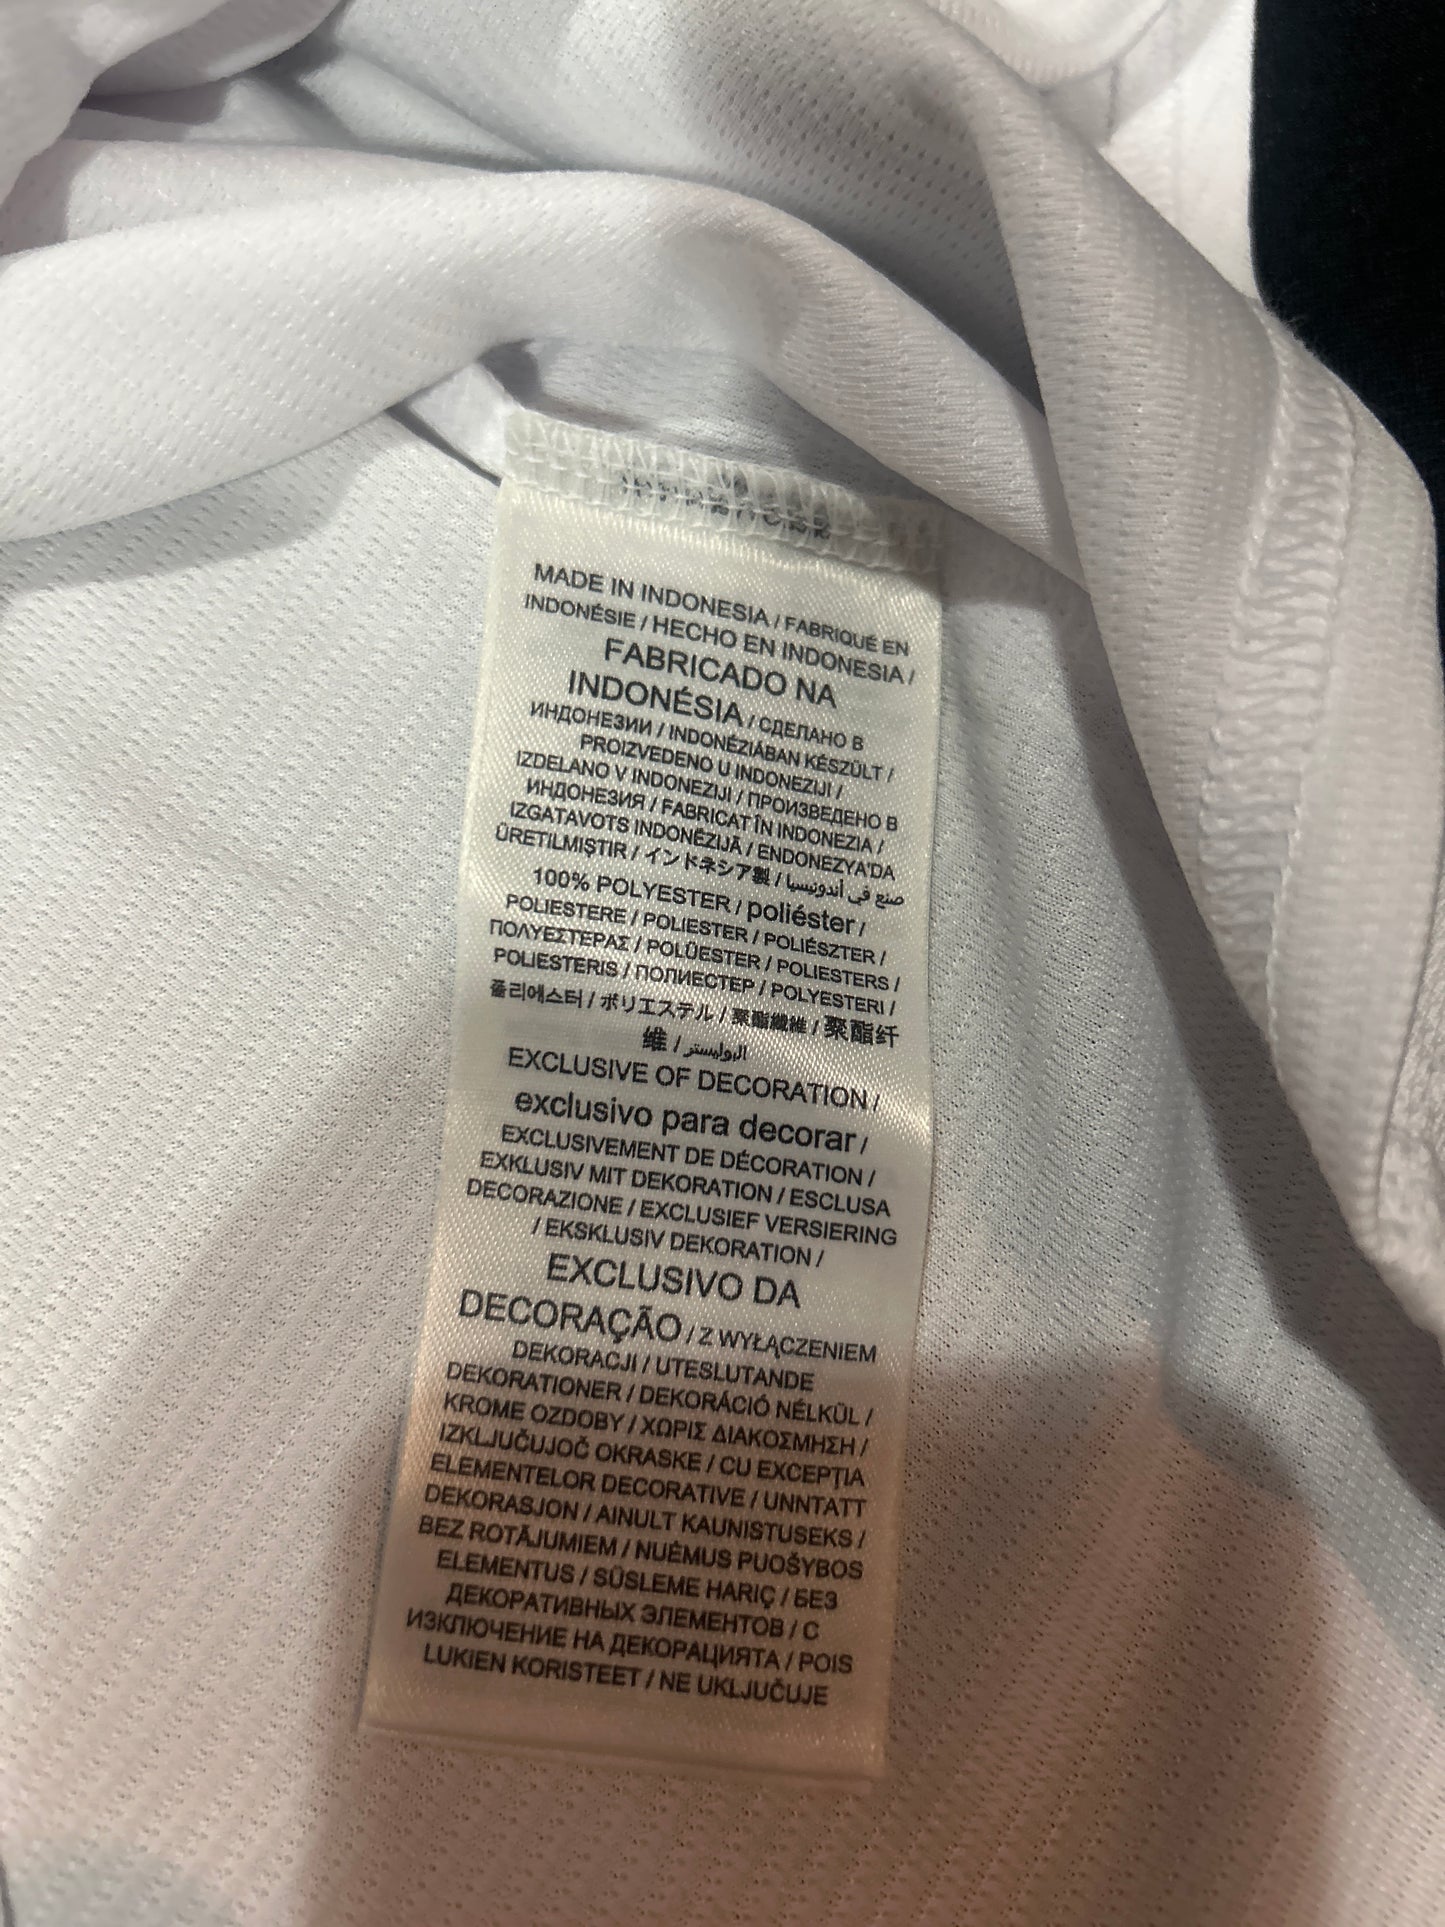 MADE IN INDONESIA / FABRIQUÉ EN
INDONÉSIE / HECHO EN INDONESIA /
FABRICADO NA
INDONÉSIA / СДЕЛАНО В
ИНДОНЕЗИИ / INDONÉZIÁBAN KÉSZÜLT /
PROIZVEDENO U INDONEZIJI /
IZDELANO V INDONEZIJI / ПРОИЗВЕДЕНО В
ИНДОНЕЗИЯ / FABRICAT ÎN INDONEZIA /
IZGATAVOTS INDONĒZIJĀ / ENDONEZYA'DA
ÜRETILMIŞTIR / インドネシア製 / صنع في أندونيسيا
100% POLYESTER / poliéster /
POLIESTERE / POLIESTER / POLIÉSZTER /
ΠΟΛΥΕΣΤΕΡΑΣ / POLÜESTER / POLIESTERS /
POLIESTERIS / ПОЛИЕСТЕР / POLYESTERI /
폴리에스터 / ポリエステル / 聚酯纖維 / 聚酯纤
维 / البوليستر
EXCLUSIVE OF DECORATION /
exclusivo para decorar /
EXCLUSIVEMENT DE DÉCORATION /
EXKLUSIV MIT DEKORATION / ESCLUSA
DECORAZIONE / EXCLUSIEF VERSIERING
/ EKSKLUSIV DEKORATION /
EXCLUSIVO DA
DECORAÇÃO / Z WYŁĄCZENIEM
DEKORACJI / UTESLUTANDE
DEKORATIONER / DEKORÁCIÓ NÉLKÜL /
KROME OZDOBY / ΧΩΡΙΣ ΔΙΑΚΟΣΜΗΣΗ /
IZKLJUČUJOČ OKRASKE / CU EXCEPŢIA
ELEMENTELOR DECORATIVE / UNNTATT
DEKORASJON / AINULT KAUNISTUSEKS /
BEZ ROTĀJUMIEM / NUĖMUS PUOŠYBOS
ELEMENTUS / SÜSLEME HARIÇ / БЕЗ
ДЕКОРАТИВНЫХ ЭЛЕМЕНТОВ / С
ИЗКЛЮЧЕНИЕ НА ДЕКОРАЦИЯТА / POIS
LUKIEN KORISTEET / NE UKLJUČUJE